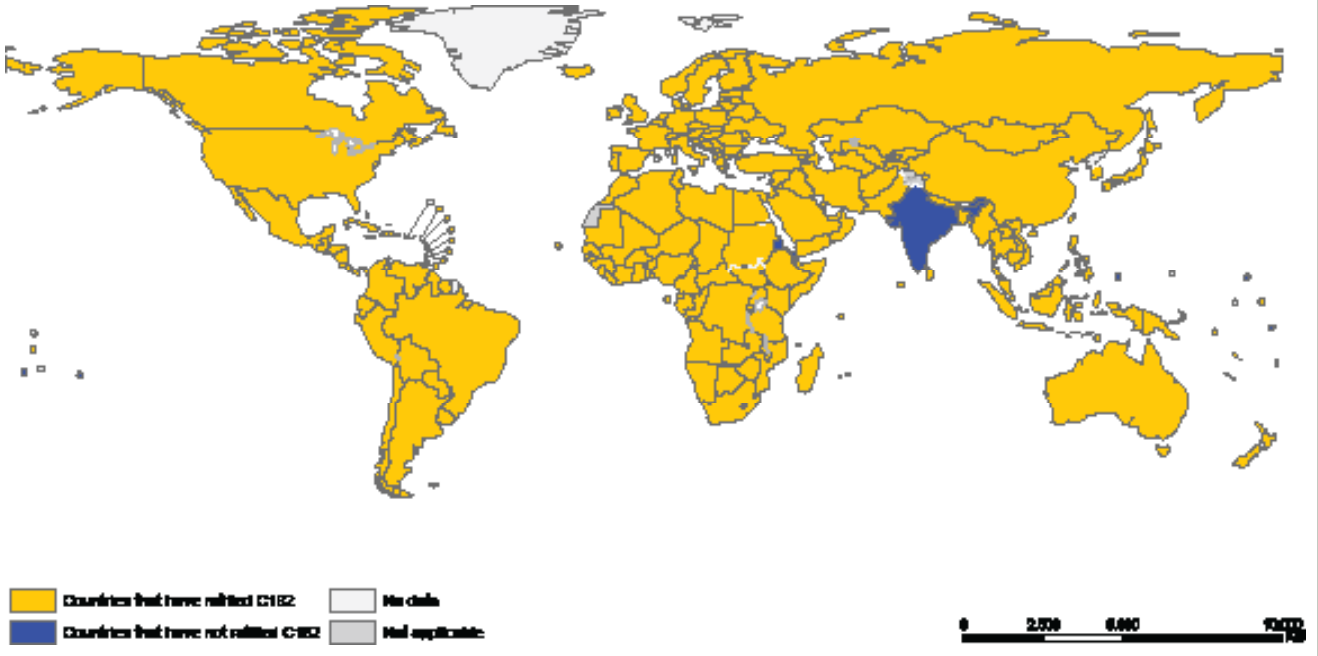 Countries that have ratified C182
Countries that have not ratified C182
No data
Not applicable
0 2,500 5,000 10,000